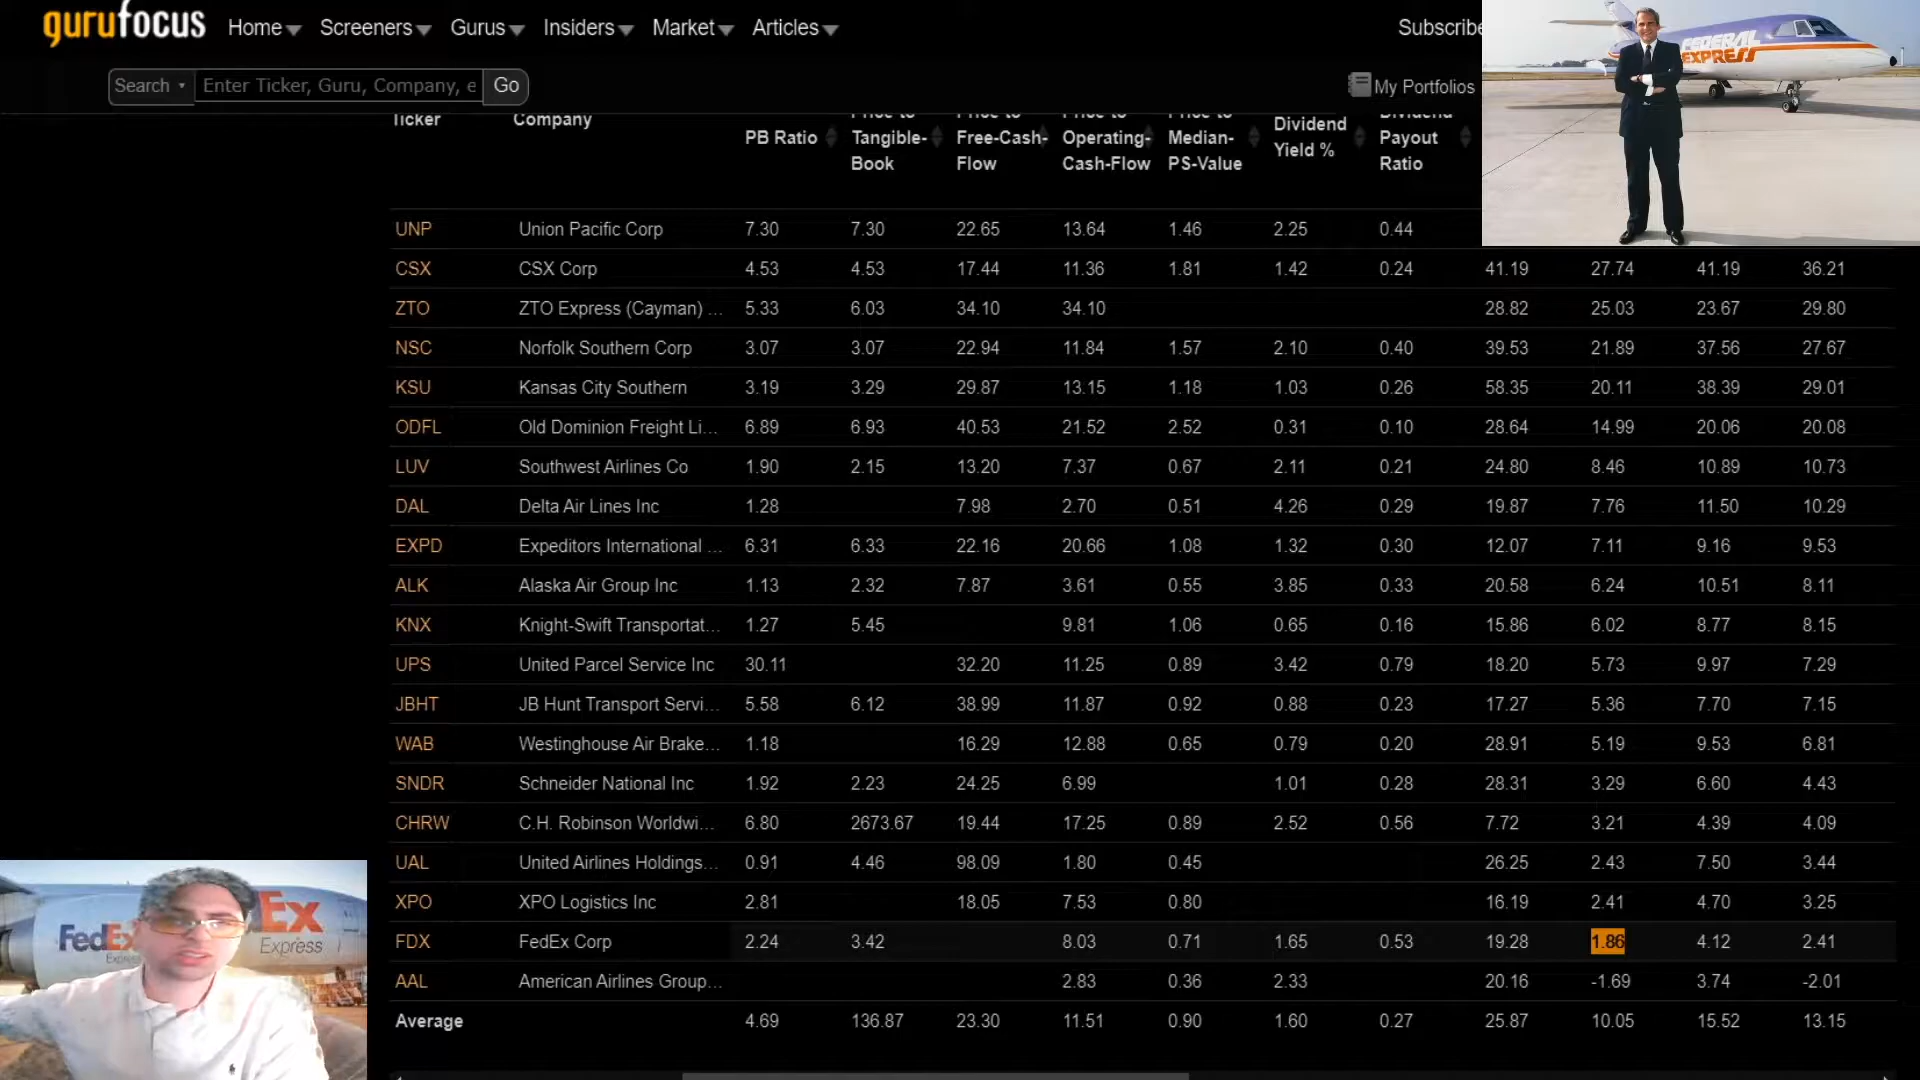 gurufocus Home Screeners Gurus Insiders Market Articles Subscribe
Search Enter Ticker, Guru, Company, e Go My Portfolios
FEDERAL
EXPRESS
Ticker Company PB Ratio Tangible-Book Free-Cash-Flow Operating-Cash-Flow Median-PS-Value Dividend Yield % Dividend Payout Ratio
UNP Union Pacific Corp 7.30 7.30 22.65 13.64 1.46 2.25 0.44
CSX CSX Corp 4.53 4.53 17.44 11.36 1.81 1.42 0.24 41.19 27.74 41.19 36.21
ZTO ZTO Express (Cayman) ... 5.33 6.03 34.10 34.10 28.82 25.03 23.67 29.80
NSC Norfolk Southern Corp 3.07 3.07 22.94 11.84 1.57 2.10 0.40 39.53 21.89 37.56 27.67
KSU Kansas City Southern 3.19 3.29 29.87 13.15 1.18 1.03 0.26 58.35 20.11 38.39 29.01
ODFL Old Dominion Freight Li... 6.89 6.93 40.53 21.52 2.52 0.31 0.10 28.64 14.99 20.06 20.08
LUV Southwest Airlines Co 1.90 2.15 13.20 7.37 0.67 2.11 0.21 24.80 8.46 10.89 10.73
DAL Delta Air Lines Inc 1.28 7.98 2.70 0.51 4.26 0.29 19.87 7.76 11.50 10.29
EXPD Expeditors International ... 6.31 6.33 22.16 20.66 1.08 1.32 0.30 12.07 7.11 9.16 9.53
ALK Alaska Air Group Inc 1.13 2.32 7.87 3.61 0.55 3.85 0.33 20.58 6.24 10.51 8.11
KNX Knight-Swift Transportat... 1.27 5.45 9.81 1.06 0.65 0.16 15.86 6.02 8.77 8.15
UPS United Parcel Service Inc 30.11 32.20 11.25 0.89 3.42 0.79 18.20 5.73 9.97 7.29
JBHT JB Hunt Transport Servi... 5.58 6.12 38.99 11.87 0.92 0.88 0.23 17.27 5.36 7.70 7.15
WAB Westinghouse Air Brake... 1.18 16.29 12.88 0.65 0.79 0.20 28.91 5.19 9.53 6.81
SNDR Schneider National Inc 1.92 2.23 24.25 6.99 1.01 0.28 28.31 3.29 6.60 4.43
CHRW C.H. Robinson Worldwi... 6.80 2673.67 19.44 17.25 0.89 2.52 0.56 7.72 3.21 4.39 4.09
UAL United Airlines Holdings... 0.91 4.46 98.09 1.80 0.45 26.25 2.43 7.50 3.44
XPO XPO Logistics Inc 2.81 18.05 7.53 0.80 16.19 2.41 4.70 3.25
FDX FedEx Corp 2.24 3.42 8.03 0.71 1.65 0.53 19.28 1.86 4.12 2.41
AAL American Airlines Group... 2.83 0.36 2.33 20.16 -1.69 3.74 -2.01
Average 4.69 136.87 23.30 11.51 0.90 1.60 0.27 25.87 10.05 15.52 13.15
FedEx Ex
Express